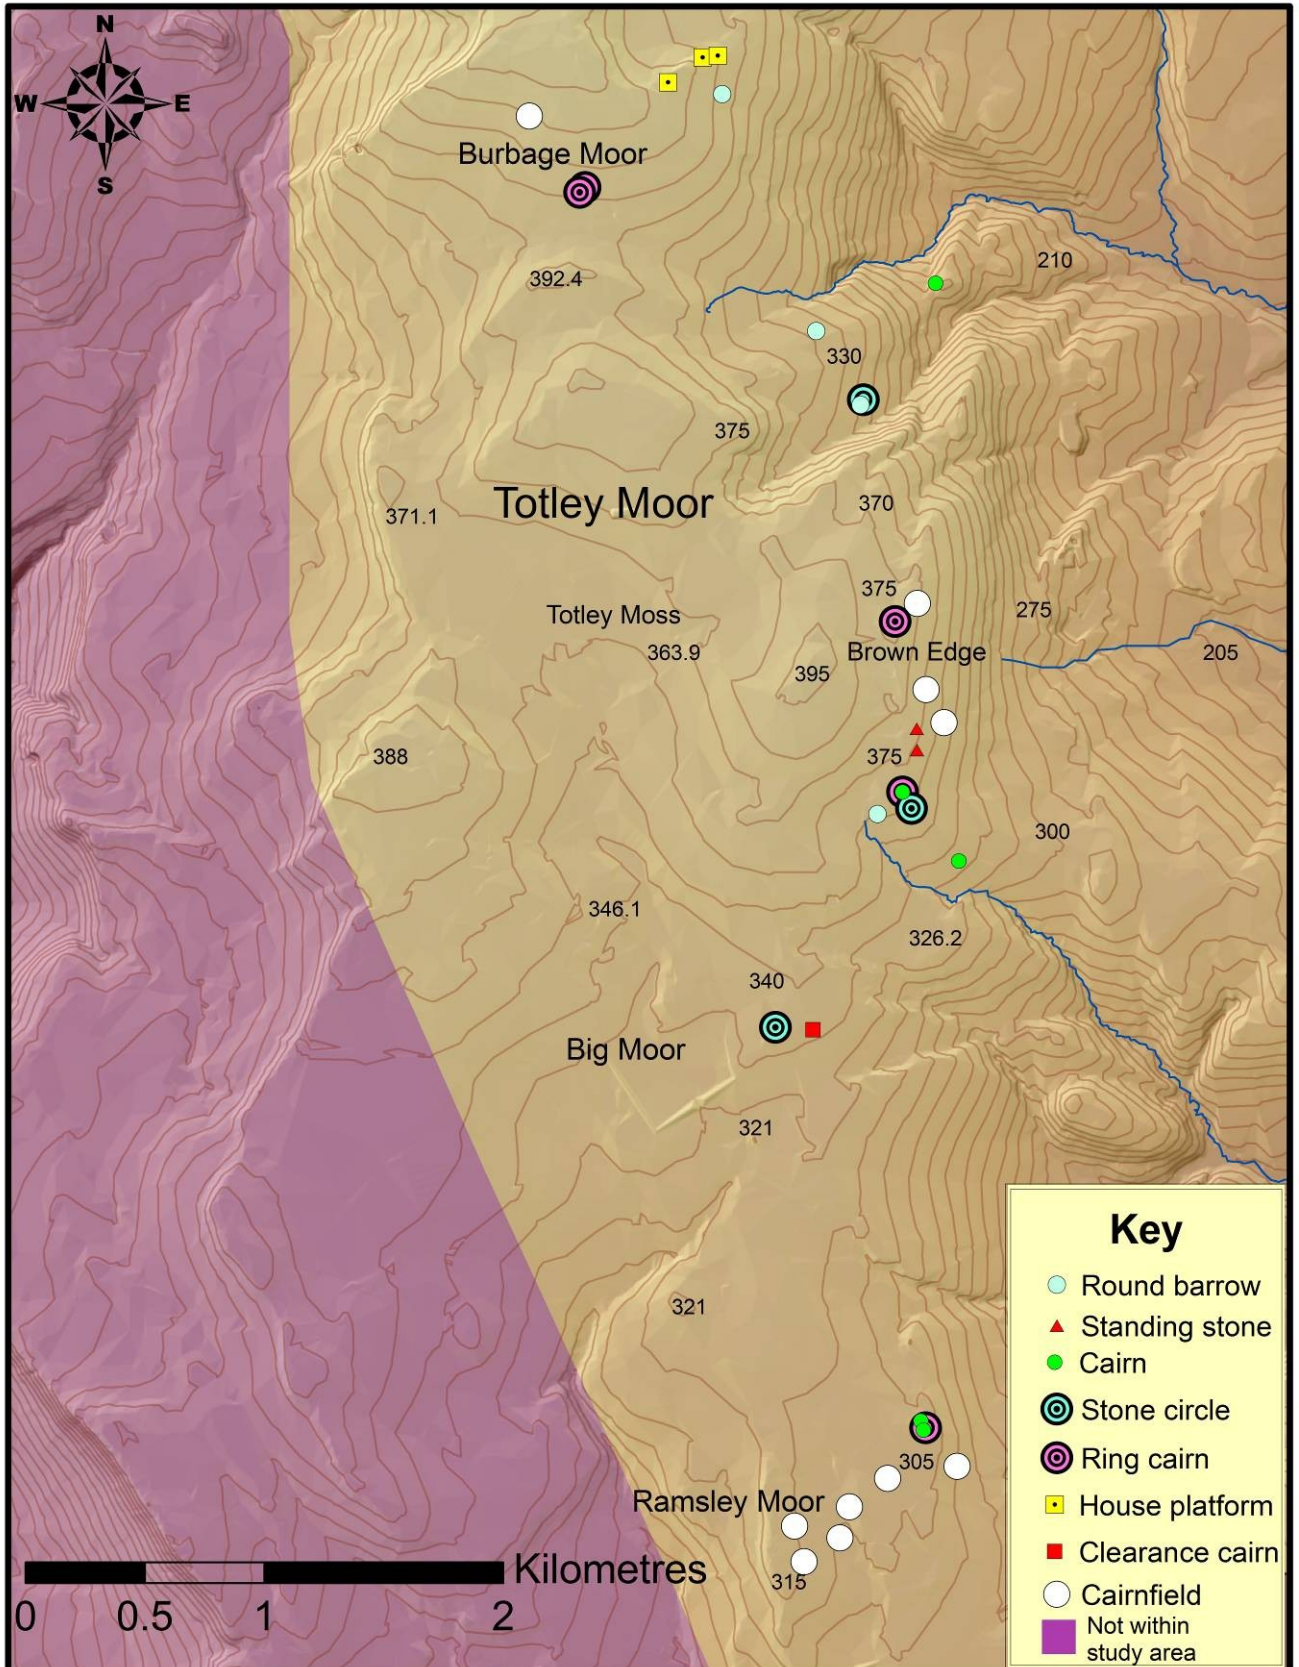 N
W E
S
Burbage Moor
392.4
210
330
375
Totley Moor
370
371.1
375
Totley Moss
275
363.9
Brown Edge
205
395
388
375
300
346.1
326.2
340
Big Moor
321
321
305
Ramsley Moor
315
Kilometres
0 0.5 1 2
Key
Round barrow
Standing stone
Cairn
Stone circle
Ring cairn
House platform
Clearance cairn
Cairnfield
Not within
study area